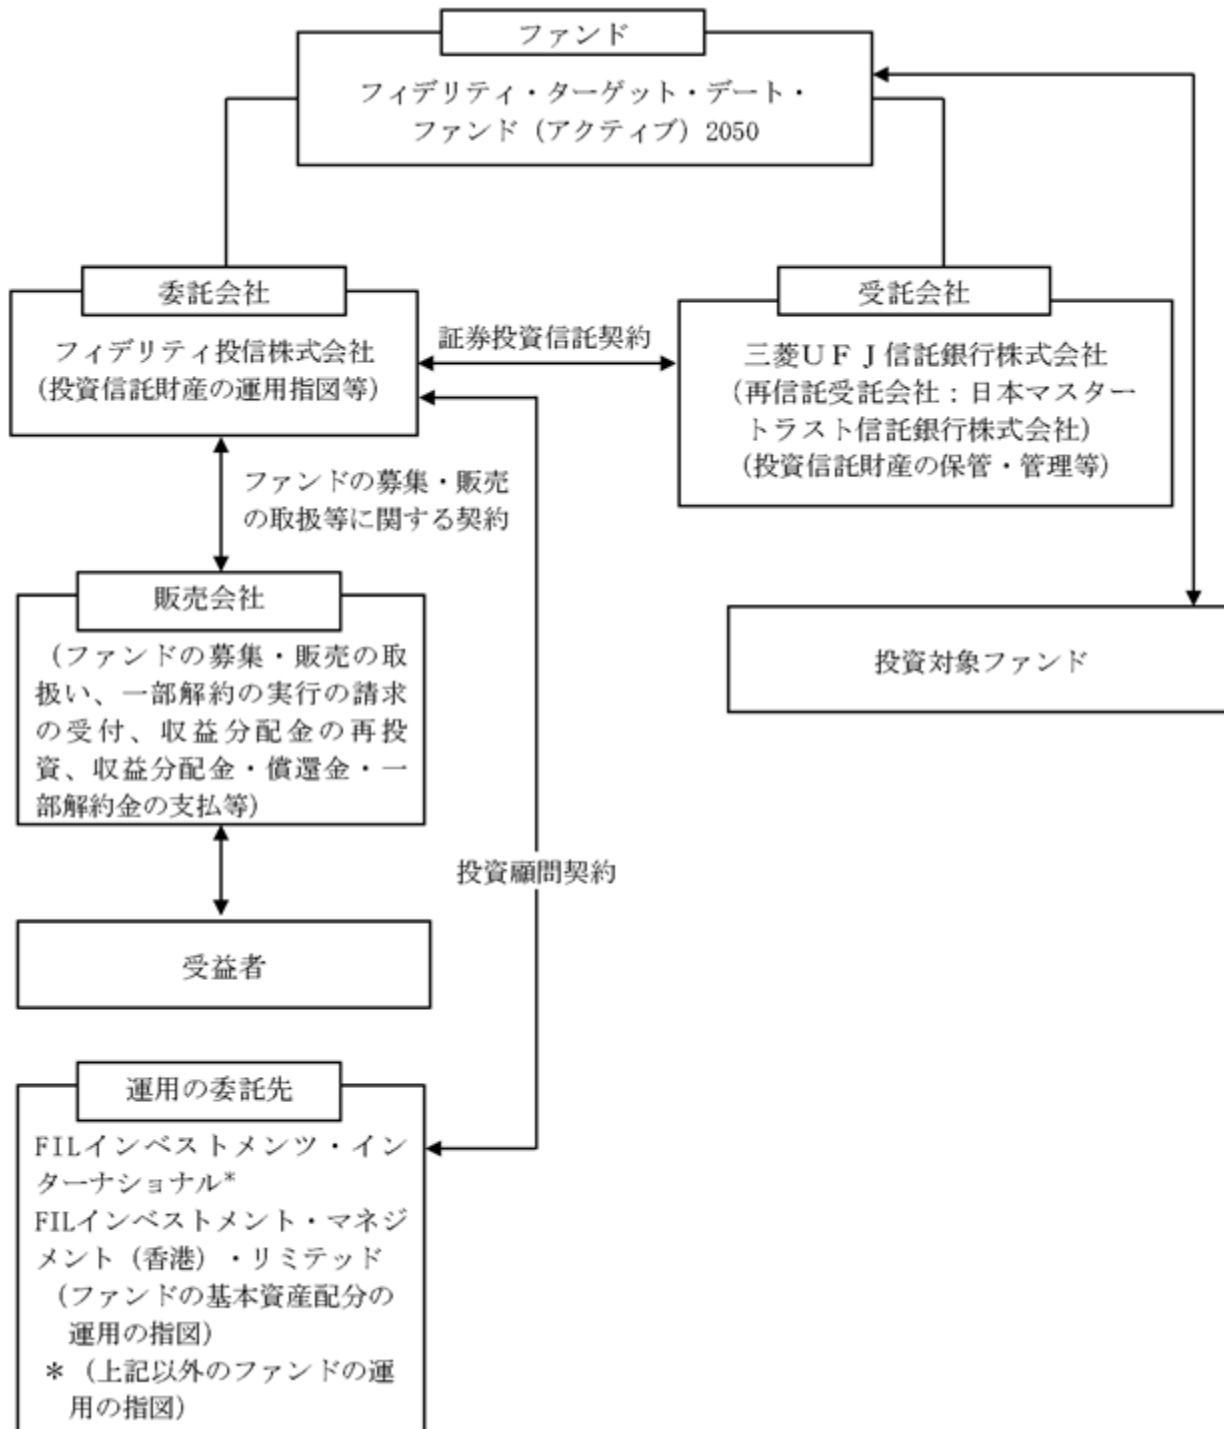 ファンド
フィデリティ・ターゲット・デート・
ファンド（アクティブ）2050
委託会社
フィデリティ投信株式会社
（投資信託財産の運用指図等）
証券投資信託契約
受託会社
三菱ＵＦＪ信託銀行株式会社
（再信託受託会社：日本マスター
トラスト信託銀行株式会社）
（投資信託財産の保管・管理等）
ファンドの募集・販売
の取扱等に関する契約
販売会社
（ファンドの募集・販売の取
扱い、一部解約の実行の請求
の受付、収益分配金の再投
資、収益分配金・償還金・一
部解約金の支払等）
投資対象ファンド
投資顧問契約
受益者
運用の委託先
FILインベストメンツ・イン
ターナショナル*
FILインベストメント・マネジ
メント（香港）・リミテッド
（ファンドの基本資産配分の
運用の指図）
＊（上記以外のファンドの運
用の指図）